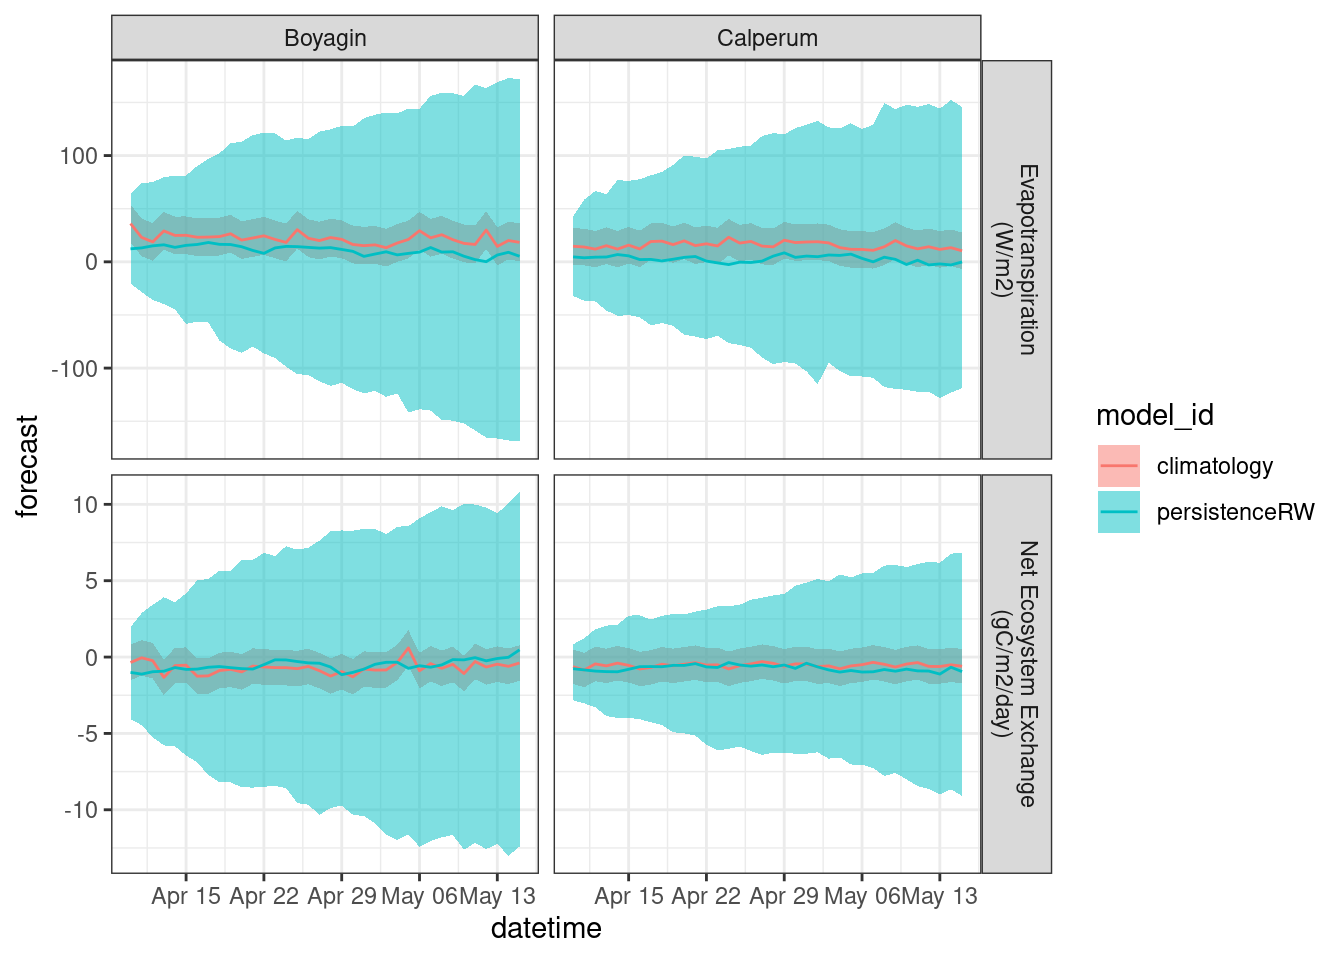 Boyagin
Calperum
100
0
-100
Evapotranspiration
(W/m2)
forecast
10
5
0
-5
-10
Net Ecosystem Exchange
(gC/m2/day)
Apr 15 Apr 22 Apr 29 May 06 May 13
Apr 15 Apr 22 Apr 29 May 06 May 13
datetime
model_id
climatology
persistenceRW